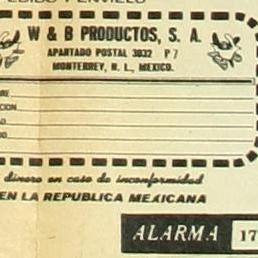 W & B PRODUCTOS, S. A.
APARTADO POSTAL 3032 P 7
MONTERREY, N. L., MEXICO.
dinero en caso de inconformidad
EN LA REPUBLICA MEXICANA
ALARMA 17